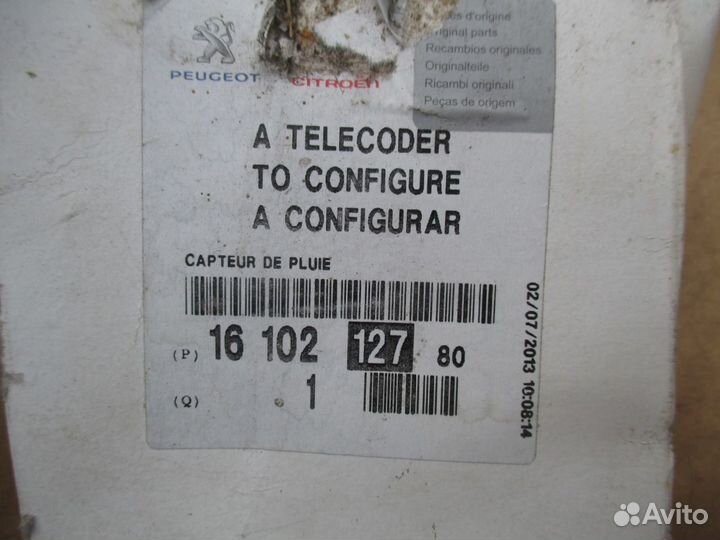 PEUGEOT
CITROËN
d'origine
Original parts
Recambios originales
Originalteile
Ricambi originali
Peças de origem
A TELECODER
TO CONFIGURE
A CONFIGURAR
CAPTEUR DE PLUIE
(P) 16 102 127 80
(Q) 1
02/07/2013 10:08:14
Avito